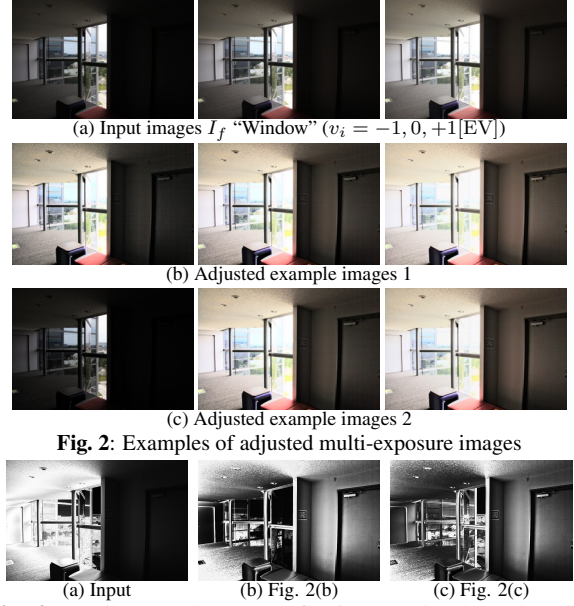 (a) Input images I_f “Window” (v_i = −1, 0, +1[EV])
(b) Adjusted example images 1
(c) Adjusted example images 2
Fig. 2: Examples of adjusted multi-exposure images
(a) Input (b) Fig. 2(b) (c) Fig. 2(c)